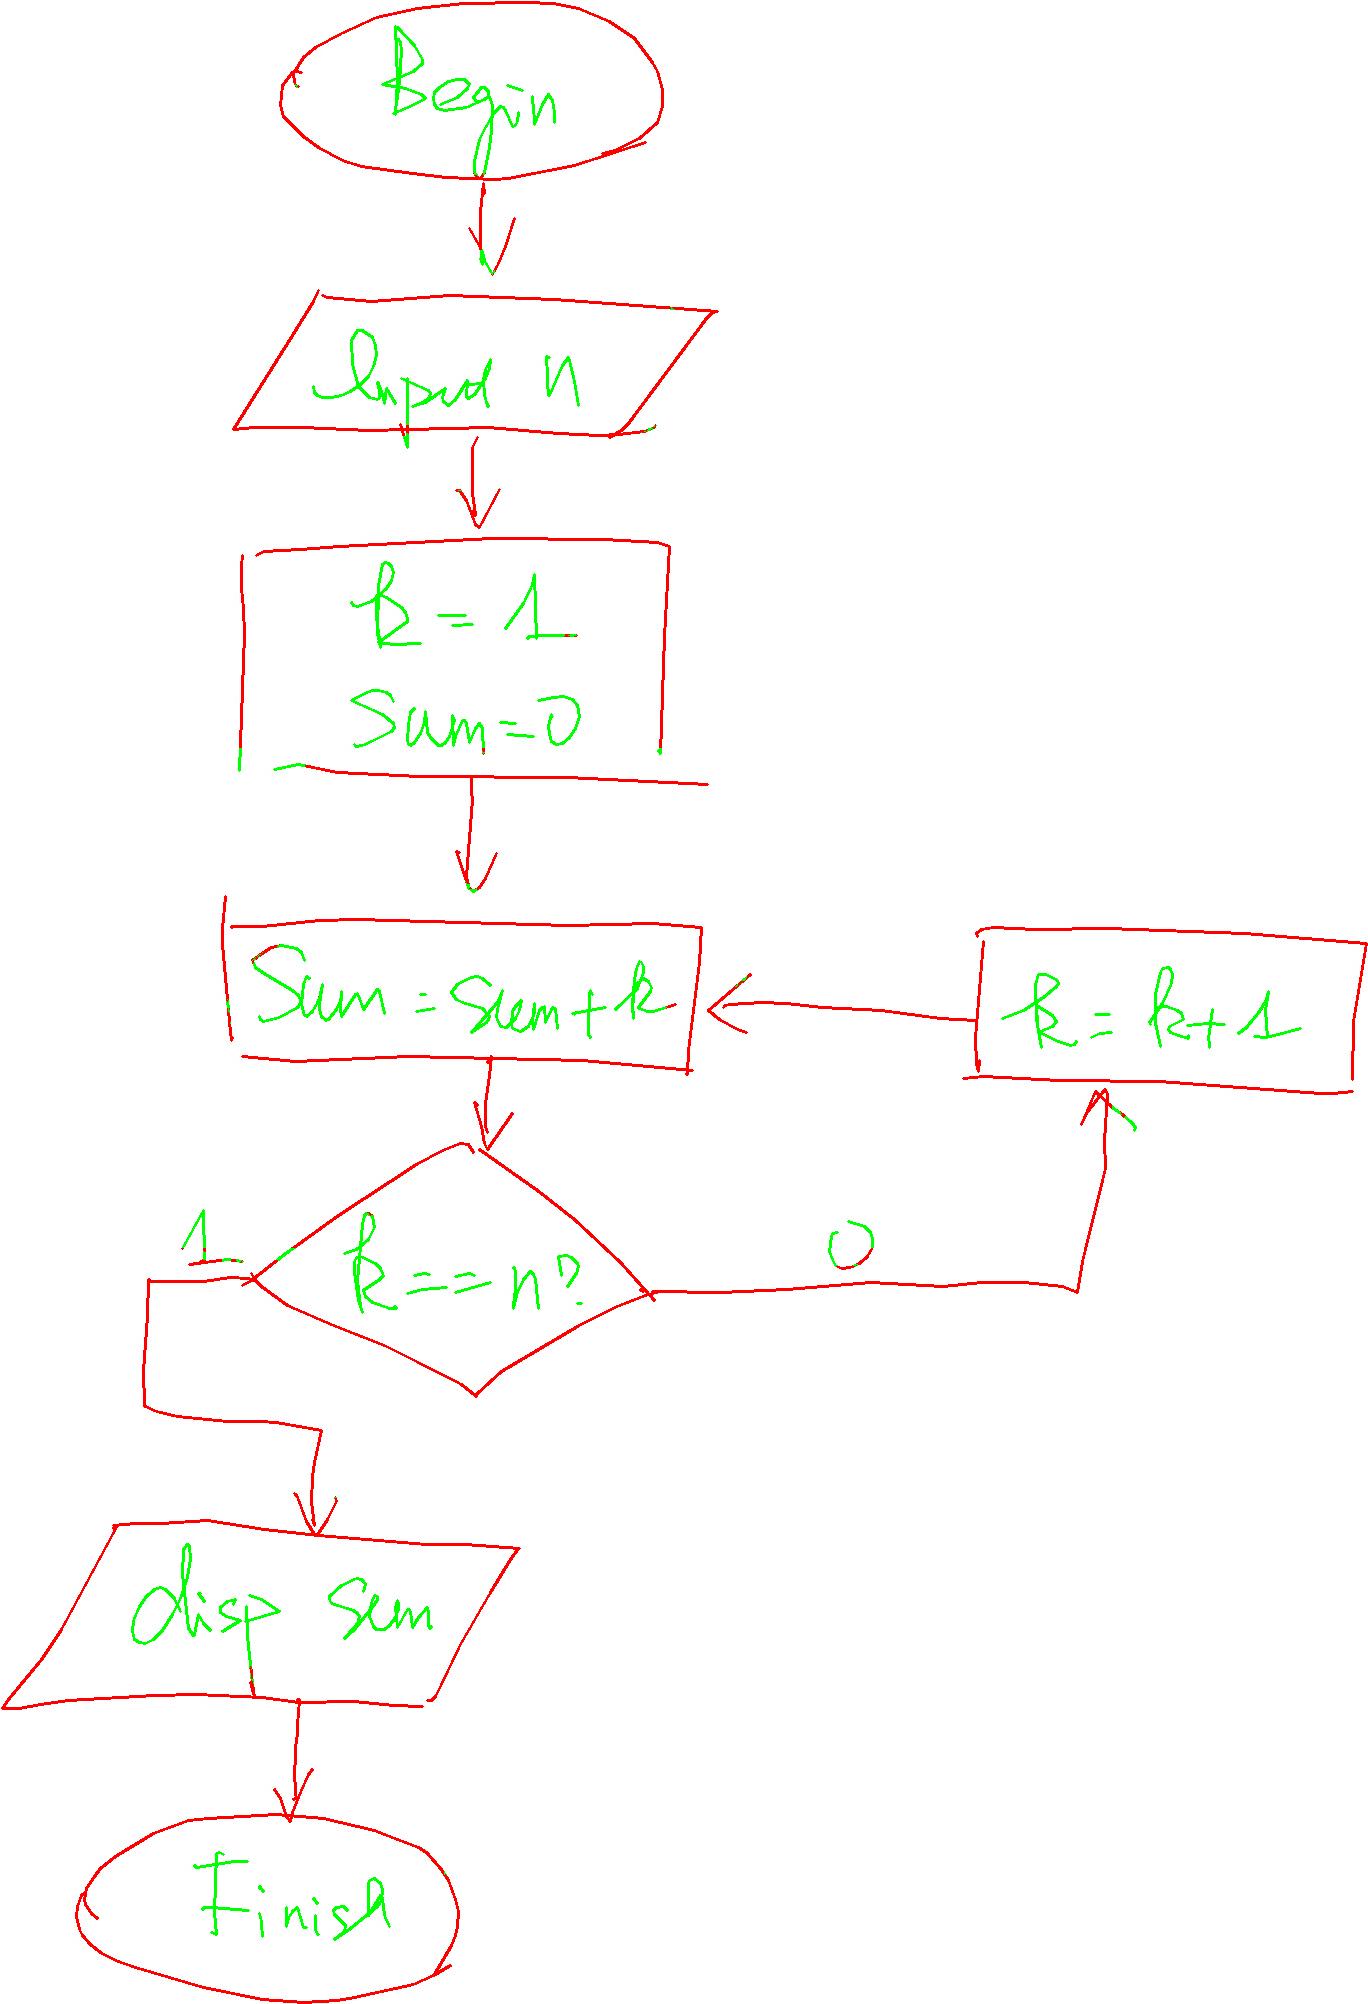 Begin
Input n
k = 1
Sum = 0
Sum = sum + k
k = k + 1
1
k == n?
0
disp sum
Finish